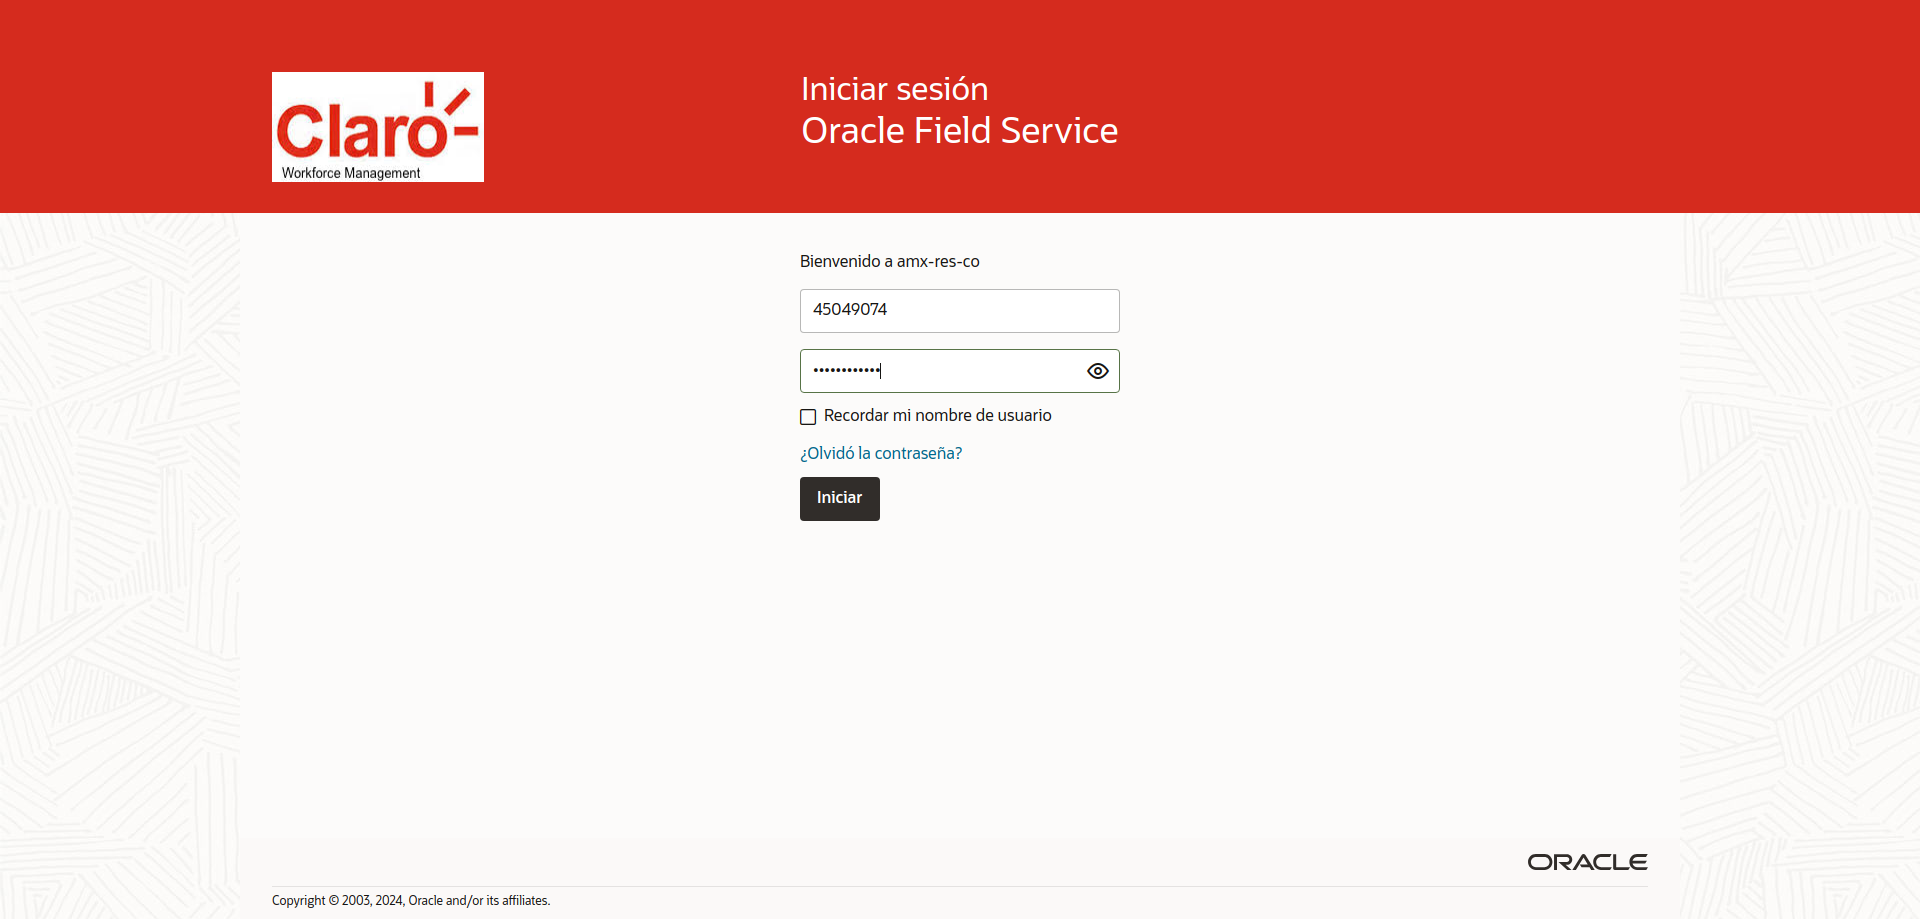 Claro
Workforce Management
Iniciar sesión
Oracle Field Service
Bienvenido a amx-res-co
45049074
••••••••••••
Recordar mi nombre de usuario
¿Olvidó la contraseña?
Iniciar
ORACLE
Copyright © 2003, 2024, Oracle and/or its affiliates.